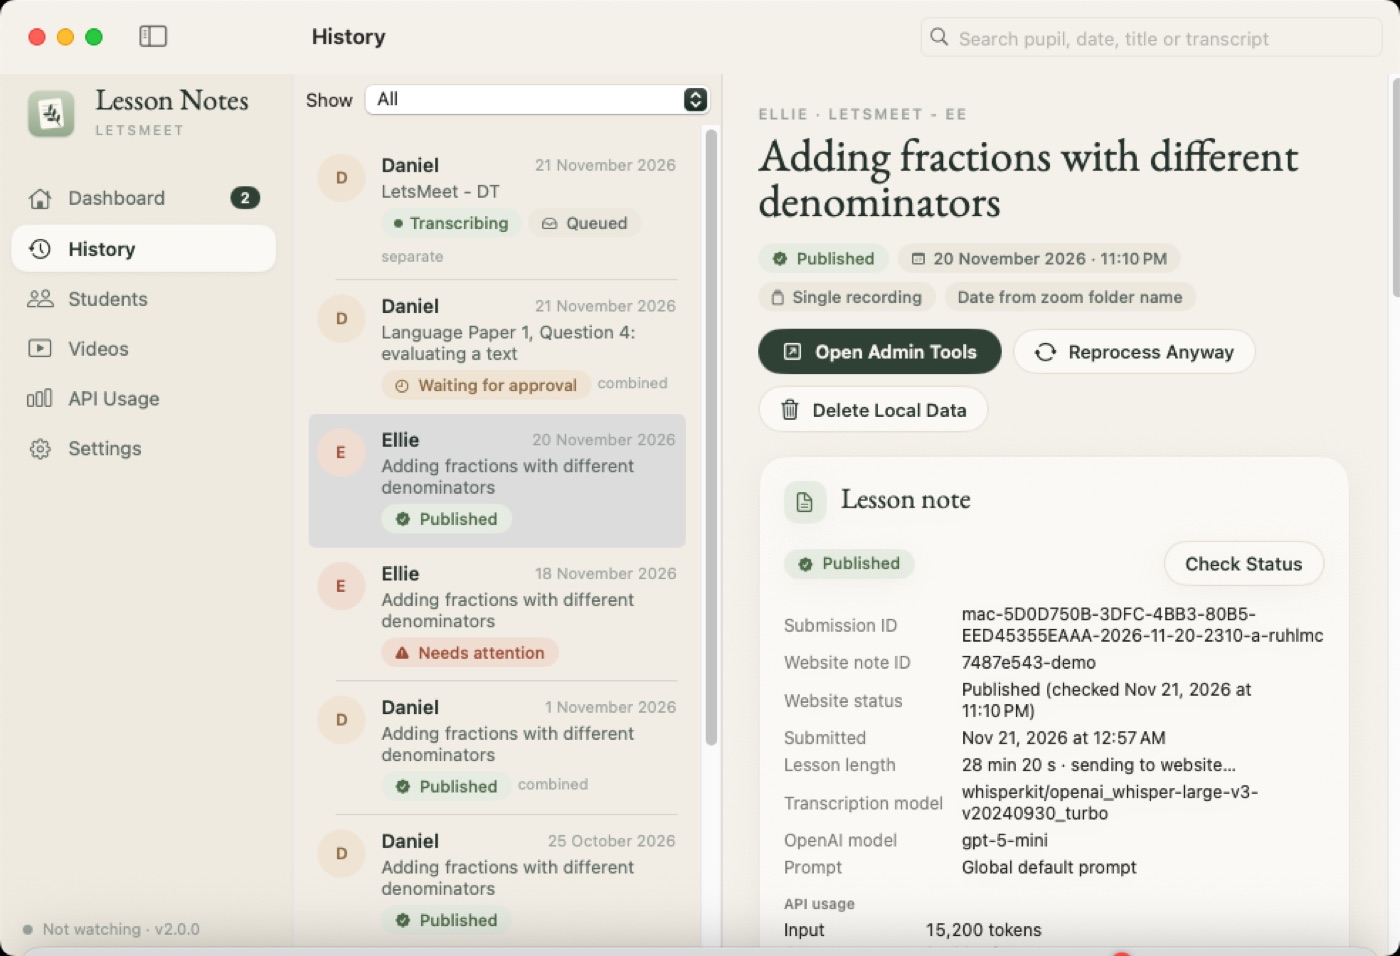 History
Search pupil, date, title or transcript
Lesson Notes
LETSMEET
Dashboard
2
History
Students
Videos
API Usage
Settings
Not watching · v2.0.0
Show
All
D
Daniel
21 November 2026
LetsMeet - DT
Transcribing
Queued
separate
D
Daniel
21 November 2026
Language Paper 1, Question 4:
evaluating a text
Waiting for approval
combined
E
Ellie
20 November 2026
Adding fractions with different
denominators
Published
E
Ellie
18 November 2026
Adding fractions with different
denominators
Needs attention
D
Daniel
1 November 2026
Adding fractions with different
denominators
Published
combined
D
Daniel
25 October 2026
Adding fractions with different
denominators
Published
ELLIE · LETSMEET - EE
Adding fractions with different
denominators
Published
20 November 2026 · 11:10 PM
Single recording
Date from zoom folder name
Open Admin Tools
Reprocess Anyway
Delete Local Data
Lesson note
Published
Check Status
Submission ID
mac-5D0D750B-3DFC-4BB3-80B5-
EED45355EAAA-2026-11-20-2310-a-ruhlmc
Website note ID
7487e543-demo
Website status
Published (checked Nov 21, 2026 at
11:10 PM)
Submitted
Nov 21, 2026 at 12:57 AM
Lesson length
28 min 20 s · sending to website...
Transcription model
whisperkit/openai_whisper-large-v3-
v20240930_turbo
OpenAI model
gpt-5-mini
Prompt
Global default prompt
API usage
Input
15,200 tokens